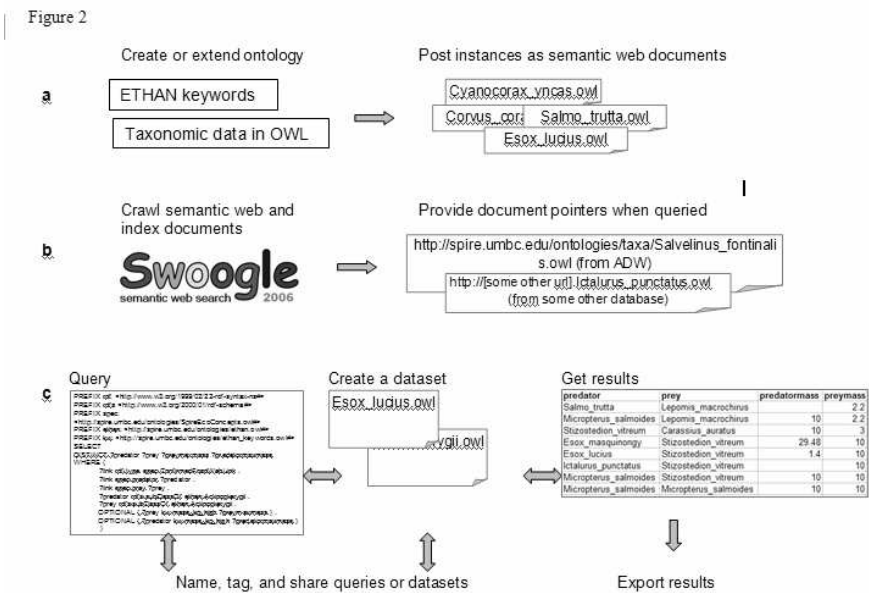 Figure 2
Create or extend ontology
Post instances as semantic web documents
a
ETHAN keywords
Taxonomic data in OWL
Cyanocorax_yncas.owl
Corvus_cora
Salmo_trutta.owl
Esox_lucius.owl
Crawl semantic web and
index documents
Provide document pointers when queried
b
Swoogle
semantic web search 2006
http://spire.umbc.edu/ontologies/taxa/Salvelinus_fontinali
s.owl (from ADW)
http://[some other url].Ictalurus_punctatus.owl
(from some other database)
c
Query
Create a dataset
Get results
SELECT
WHERE {
Esox_lucius.owl
ygii.owl
predator prey predatormass preymass
Salmo_trutta Lepomis_macrochirus 2.2
Micropterus_salmoides Lepomis_macrochirus 10 2.2
Stizostedion_vitreum Carassius_auratus 10 3
Esox_masquinongy Stizostedion_vitreum 29.48 10
Esox_lucius Stizostedion_vitreum 1.4 10
Ictalurus_punctatus Stizostedion_vitreum 10
Micropterus_salmoides Stizostedion_vitreum 10 10
Micropterus_salmoides Micropterus_salmoides 10 10
Name, tag, and share queries or datasets
Export results